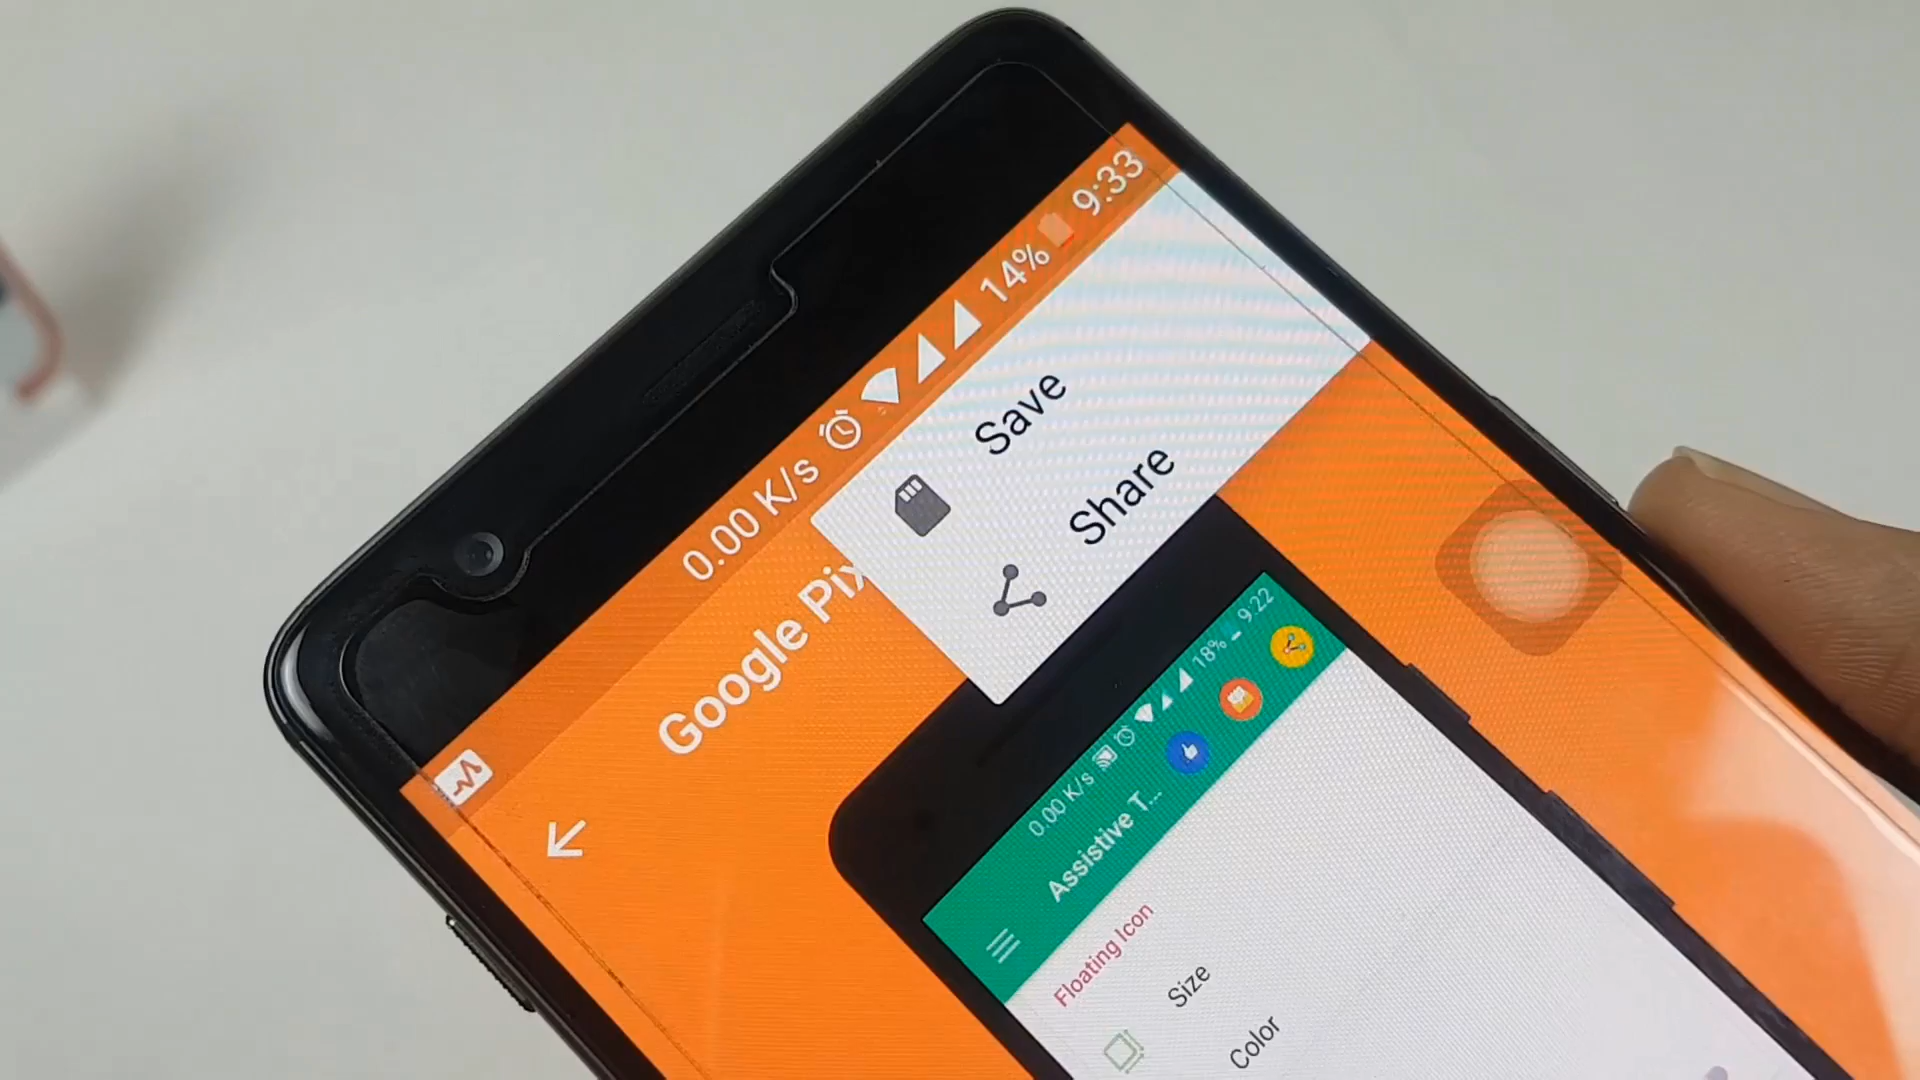 0.00 K/s 14% 9:33
Google Pix
Save
Share
0.00 K/s 18% 9:22
Assistive T...
Floating Icon
Size
Color